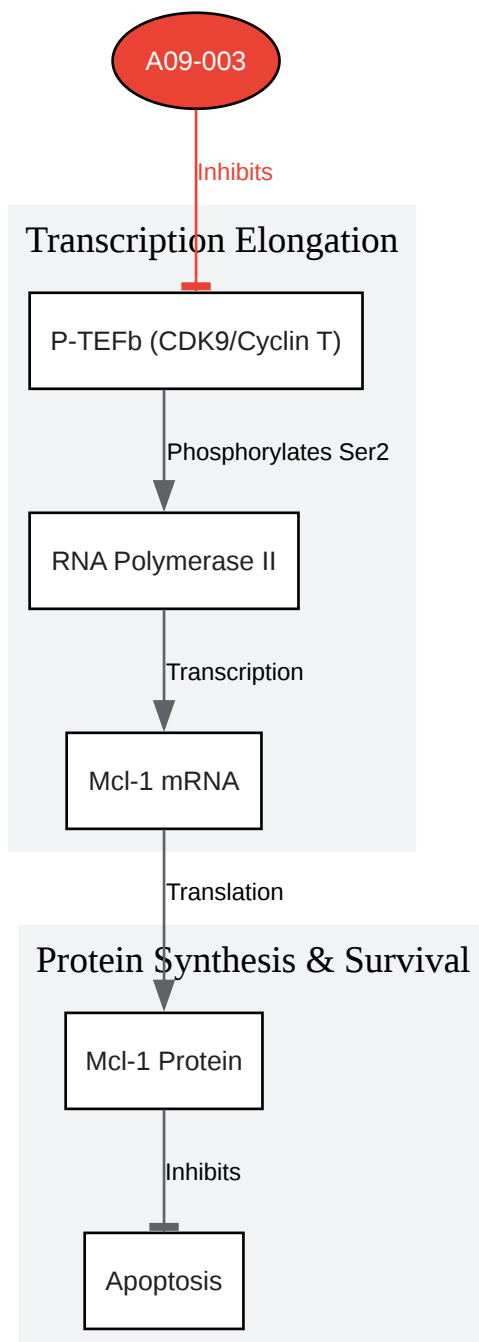 A09-003
Inhibits
Transcription Elongation
P-TEFb (CDK9/Cyclin T)
Phosphorylates Ser2
RNA Polymerase II
Transcription
Mcl-1 mRNA
Translation
Protein Synthesis & Survival
Mcl-1 Protein
Inhibits
Apoptosis